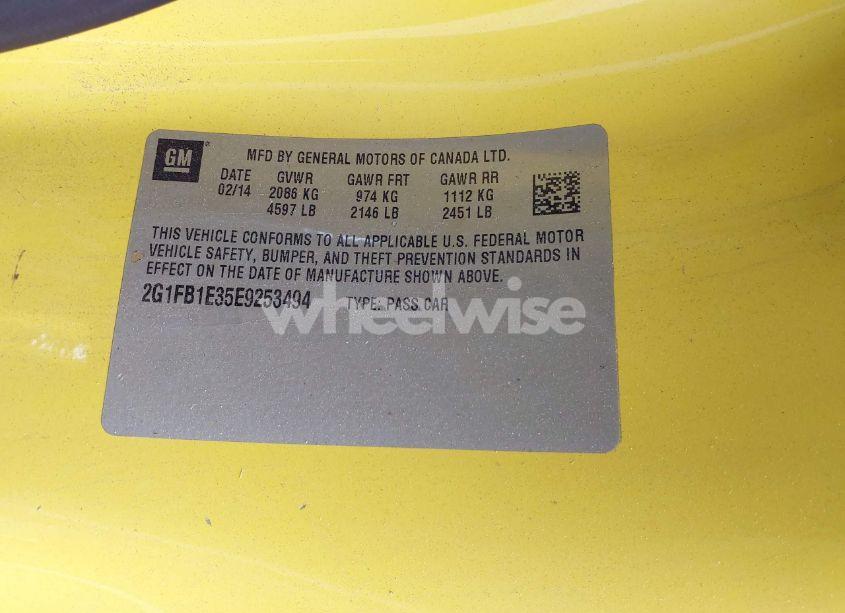 GM
MFD BY GENERAL MOTORS OF CANADA LTD.
DATE GVWR GAWR FRT GAWR RR
02/14 2086 KG 974 KG 1112 KG
4597 LB 2146 LB 2451 LB
THIS VEHICLE CONFORMS TO ALL APPLICABLE U.S. FEDERAL MOTOR
VEHICLE SAFETY, BUMPER, AND THEFT PREVENTION STANDARDS IN
EFFECT ON THE DATE OF MANUFACTURE SHOWN ABOVE.
2G1FB1E35E9253494 TYPE: PASS CAR
wheelwise